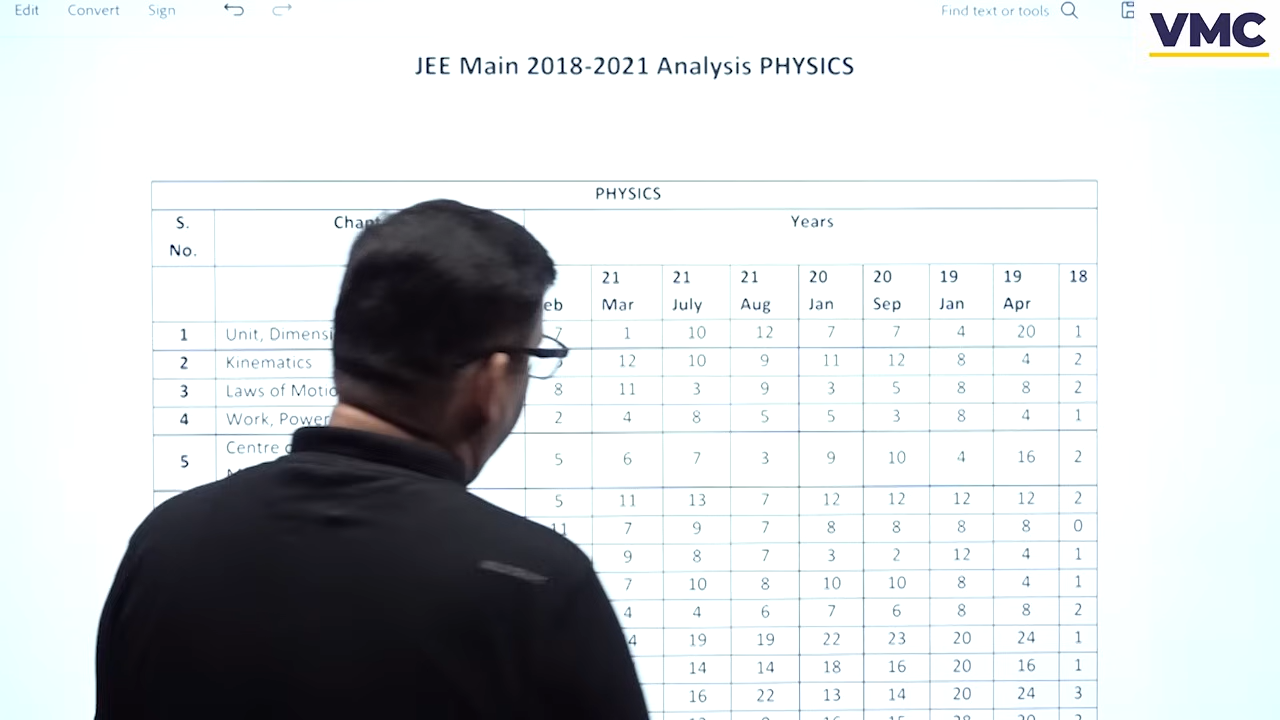 Edit Convert Sign Find text or tools
VMC
JEE Main 2018-2021 Analysis PHYSICS
PHYSICS
S. No. Years
21 Mar 21 July 21 Aug 20 Jan 20 Sep 19 Jan 19 Apr 18
1 Unit, 7 1 10 12 7 7 4 20 1
2 Kinematics 12 10 9 11 12 8 4 2
3 Laws of 8 11 3 9 3 5 8 8 2
4 Work, Power 2 4 8 5 5 3 8 4 1
5 Centre 5 6 7 3 9 10 4 16 2
5 11 13 7 12 12 12 12 2
11 7 9 7 8 8 8 8 0
9 8 7 3 2 12 4 1
7 10 8 10 10 8 4 1
4 4 6 7 6 8 8 2
19 19 22 23 20 24 1
14 14 18 16 20 16 1
16 22 13 14 20 24 3